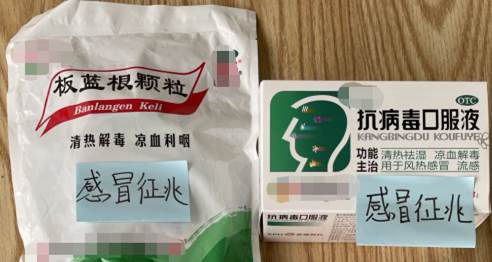 板蓝根颗粒
Banlangen Keli
清热解毒 凉血利咽
感冒征兆
OTC
抗病毒口服液
KANGBINGDU KOUFUYE
功能主治
清热祛湿 凉血解毒
用于风热感冒 流感
感冒征兆
抗病毒口服液